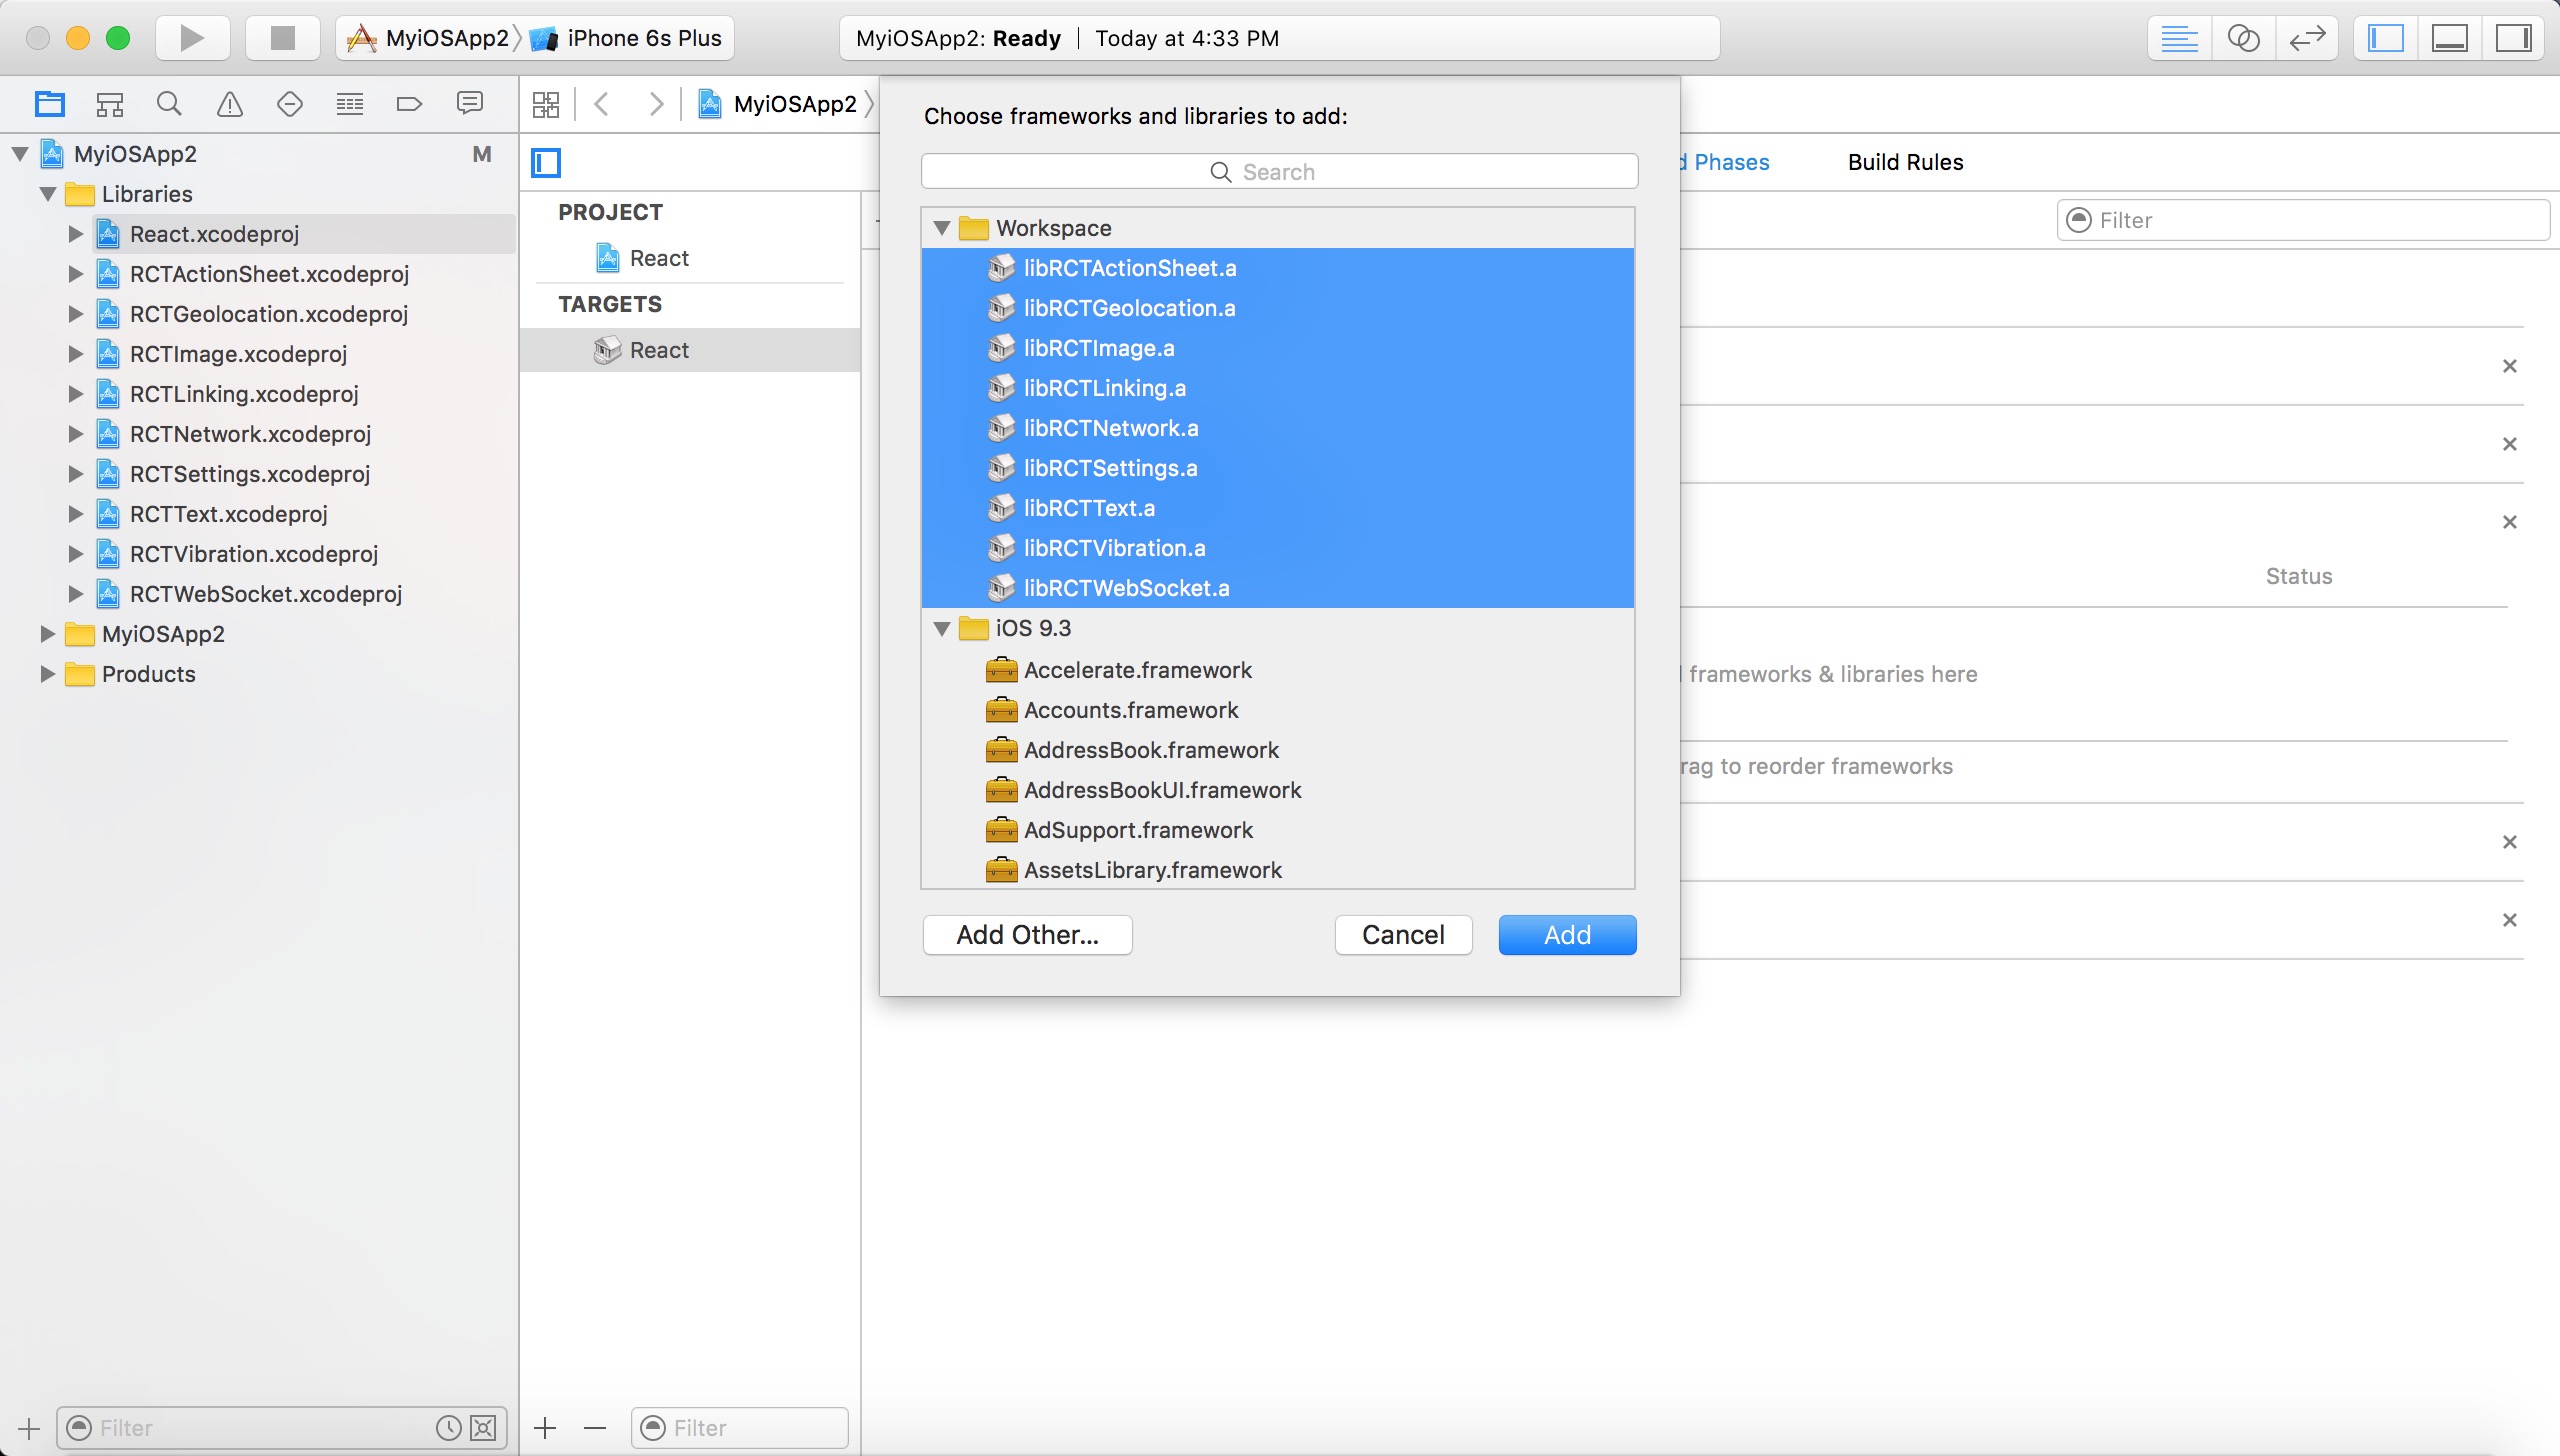 MyiOSApp2 iPhone 6s Plus
MyiOSApp2: Ready | Today at 4:33 PM
MyiOSApp2 M
Libraries
React.xcodeproj
RCTActionSheet.xcodeproj
RCTGeolocation.xcodeproj
RCTImage.xcodeproj
RCTLinking.xcodeproj
RCTNetwork.xcodeproj
RCTSettings.xcodeproj
RCTText.xcodeproj
RCTVibration.xcodeproj
RCTWebSocket.xcodeproj
MyiOSApp2
Products
Filter
MyiOSApp2
PROJECT
React
TARGETS
React
Filter
Choose frameworks and libraries to add:
Search
Workspace
libRCTActionSheet.a
libRCTGeolocation.a
libRCTImage.a
libRCTLinking.a
libRCTNetwork.a
libRCTSettings.a
libRCTText.a
libRCTVibration.a
libRCTWebSocket.a
iOS 9.3
Accelerate.framework
Accounts.framework
AddressBook.framework
AddressBookUI.framework
AdSupport.framework
AssetsLibrary.framework
Add Other...
Cancel
Add
d Phases
Build Rules
Filter
Status
frameworks & libraries here
rag to reorder frameworks